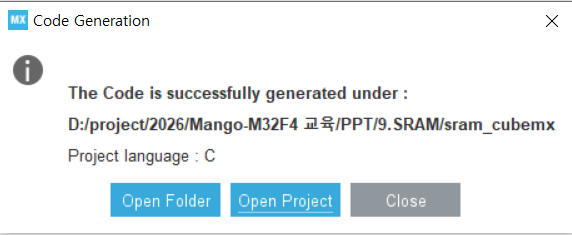 MX Code Generation
The Code is successfully generated under :
D:/project/2026/Mango-M32F4 교육/PPT/9.SRAM/sram_cubemx
Project language : C
Open Folder Open Project Close